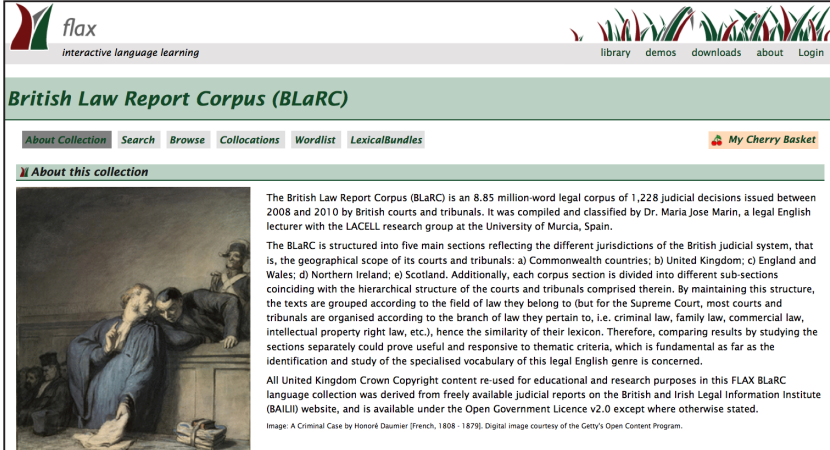 flax
interactive language learning
library demos downloads about Login
British Law Report Corpus (BLaRC)
About Collection Search Browse Collocations Wordlist LexicalBundles My Cherry Basket
About this collection
The British Law Report Corpus (BLaRC) is an 8.85 million-word legal corpus of 1,228 judicial decisions issued between
2008 and 2010 by British courts and tribunals. It was compiled and classified by Dr. Maria Jose Marin, a legal English
lecturer with the LACELL research group at the University of Murcia, Spain.
The BLaRC is structured into five main sections reflecting the different jurisdictions of the British judicial system, that
is, the geographical scope of its courts and tribunals: a) Commonwealth countries; b) United Kingdom; c) England and
Wales; d) Northern Ireland; e) Scotland. Additionally, each corpus section is divided into different sub-sections
coinciding with the hierarchical structure of the courts and tribunals comprised therein. By maintaining this structure,
the texts are grouped according to the field of law they belong to (but for the Supreme Court, most courts and
tribunals are organised according to the branch of law they pertain to, i.e. criminal law, family law, commercial law,
intellectual property right law, etc.), hence the similarity of their lexicon. Therefore, comparing results by studying the
sections separately could prove useful and responsive to thematic criteria, which is fundamental as far as the
identification and study of the specialised vocabulary of this legal English genre is concerned.
All United Kingdom Crown Copyright content re-used for educational and research purposes in this FLAX BLaRC
language collection was derived from freely available judicial reports on the British and Irish Legal Information Institute
(BAILII) website, and is available under the Open Government Licence v2.0 except where otherwise stated.
Image: A Criminal Case by Honoré Daumier [French, 1808 - 1879]. Digital image courtesy of the Getty's Open Content Program.